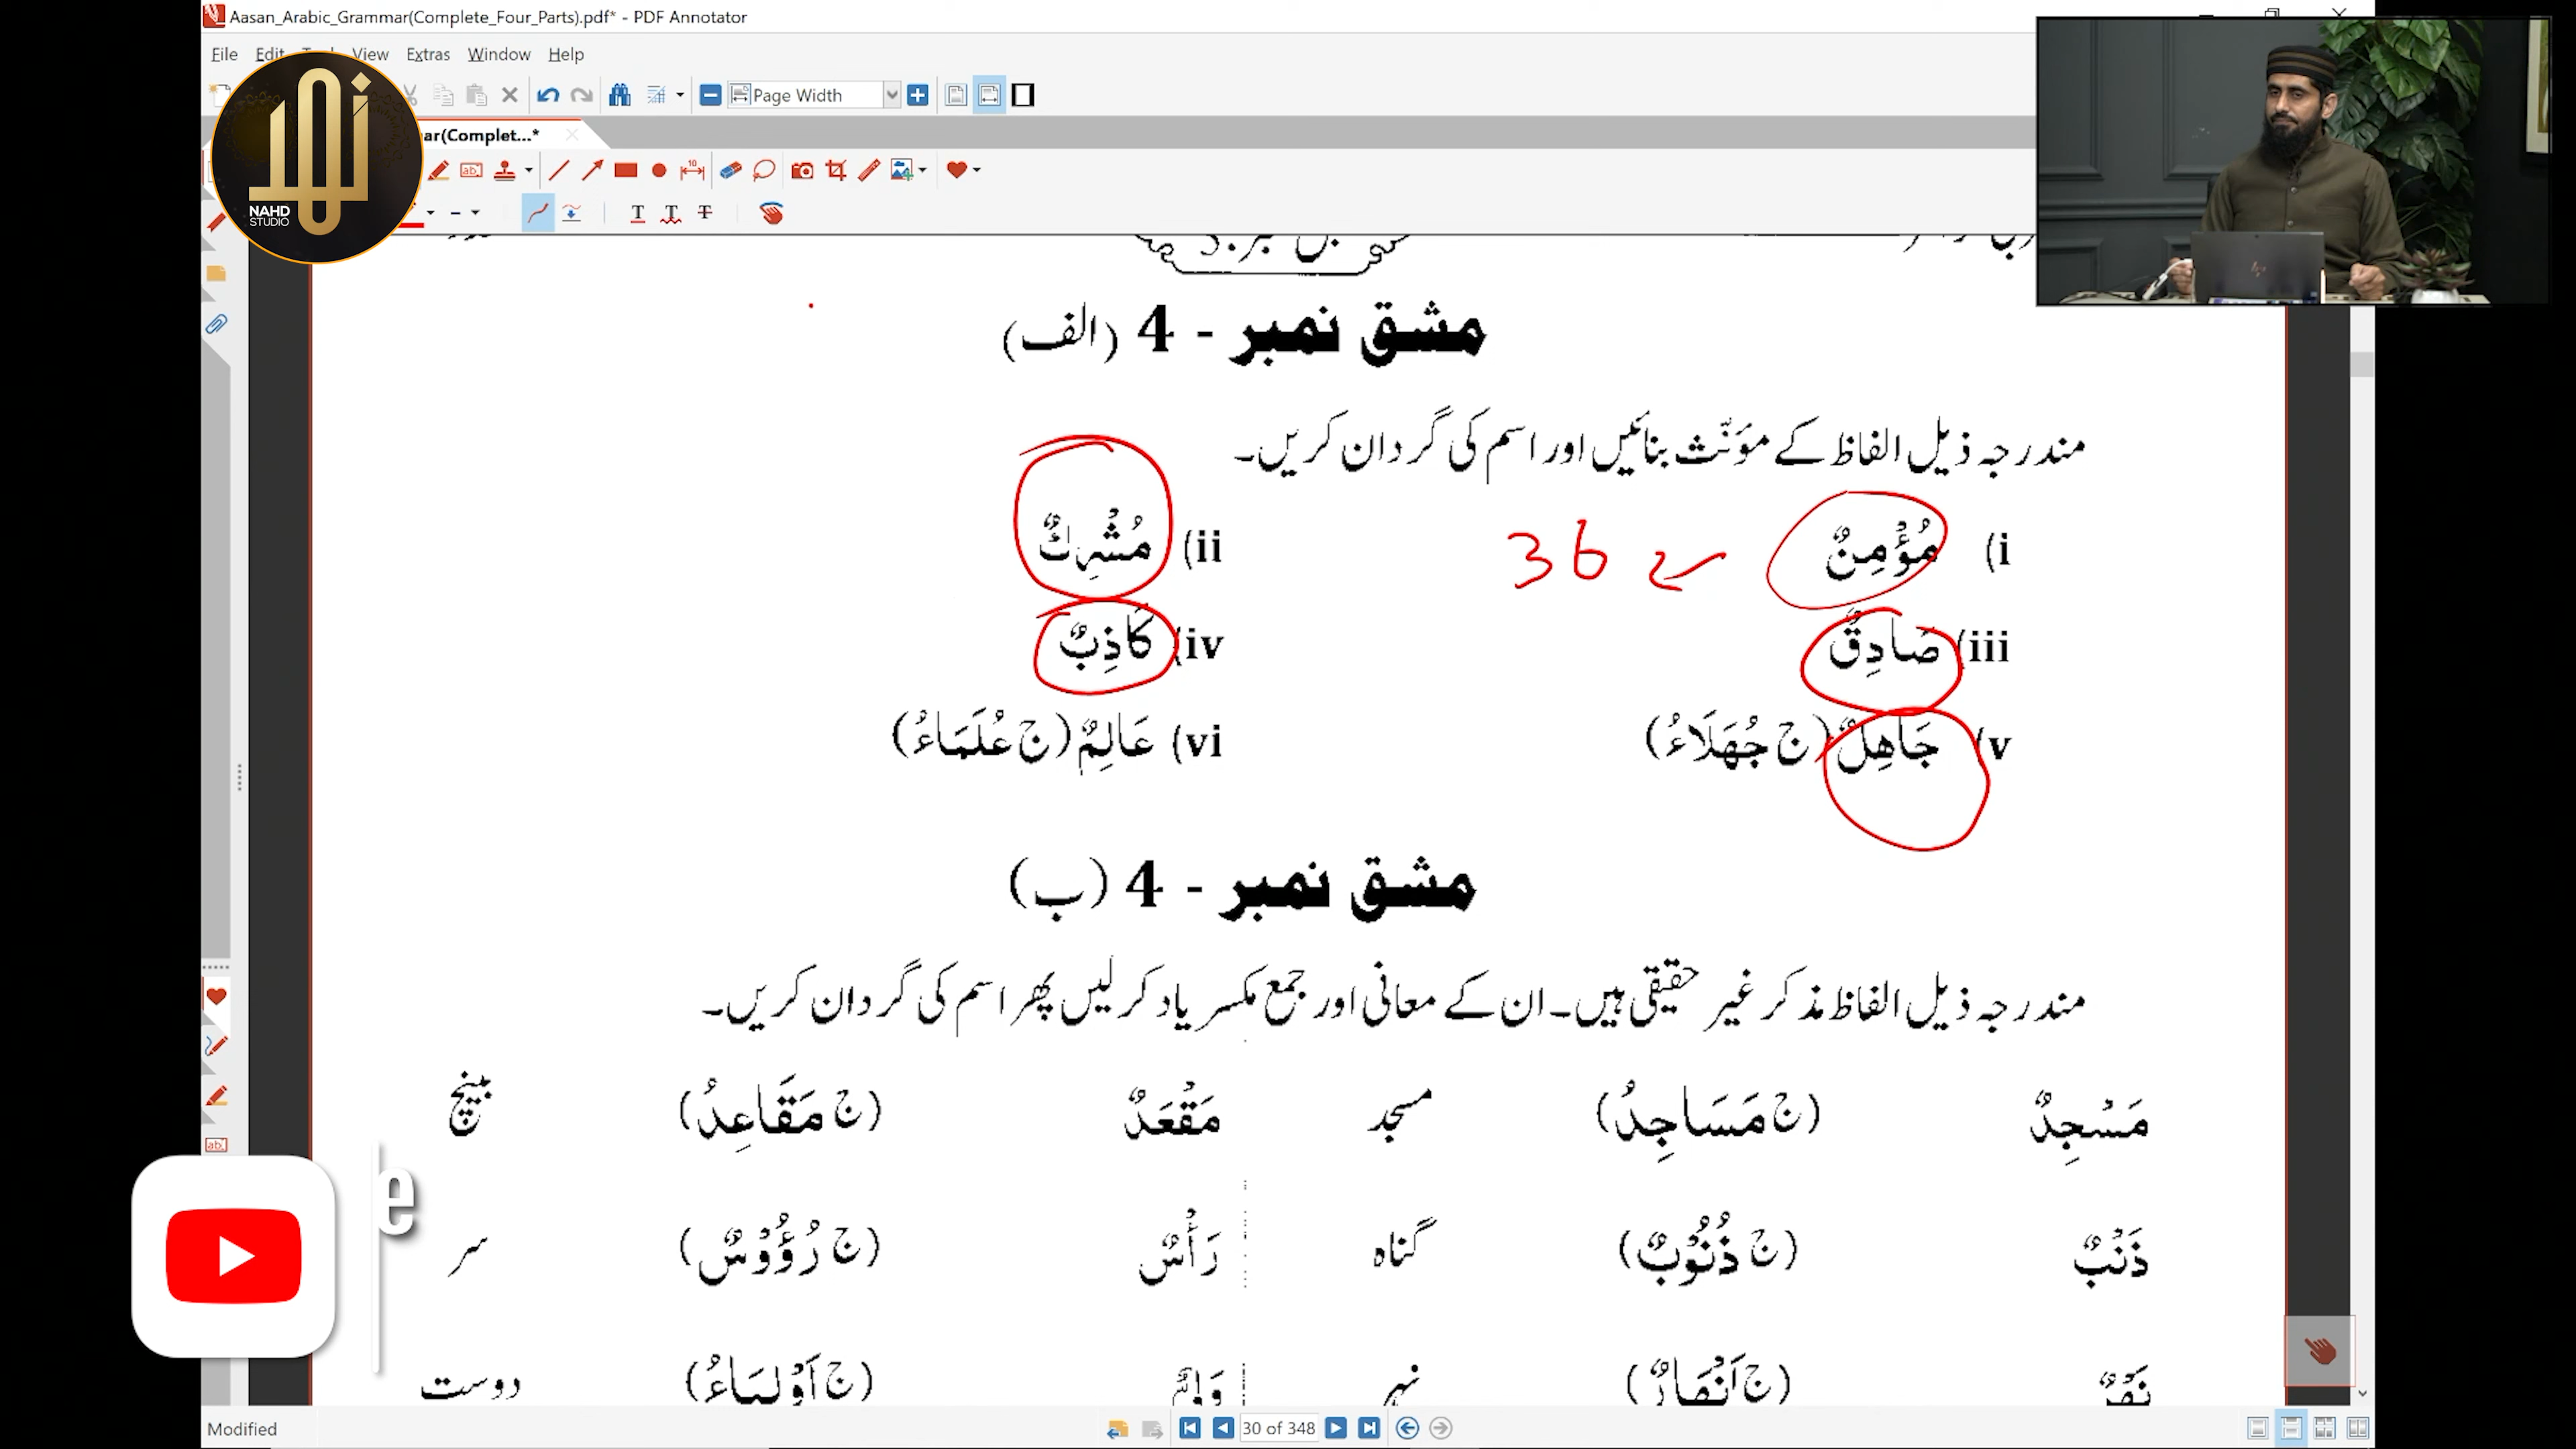 Aasan_Arabic_Grammar(Complete_Four_Parts).pdf* - PDF Annotator
File Edit View Extras Window Help
Page Width
ar(Complet...*
NAHD
STUDIO
مشق نمبر - 4 (الف)
مندرجہ ذیل الفاظ کے مؤنّث بنائیں اور اسم کی گردان کریں۔
i) مُؤْمِنٌ 36 ii) مُشْرِكٌ
iii) صَادِقٌ iv) كَاذِبٌ
v) جَاهِلٌ (ج جُهَلَاءُ) vi) عَالِمٌ (ج عُلَمَاءُ)
مشق نمبر - 4 (ب)
مندرجہ ذیل الفاظ مذکر غیر حقیقی ہیں۔ ان کے معانی اور جمع مکسر یاد کرلیں پھر اسم کی گردان کریں۔
مَسْجِدٌ (ج مَسَاجِدُ) مسجد مَقْعَدٌ (ج مَقَاعِدُ) بینچ
ذَنْبٌ (ج ذُنُوْبٌ) گناہ رَأْسٌ (ج رُؤُوْسٌ) سر
(ج اَنْهَارٌ) نہر (ج اَوْلِيَاءُ) دوست
e
Modified
30 of 348